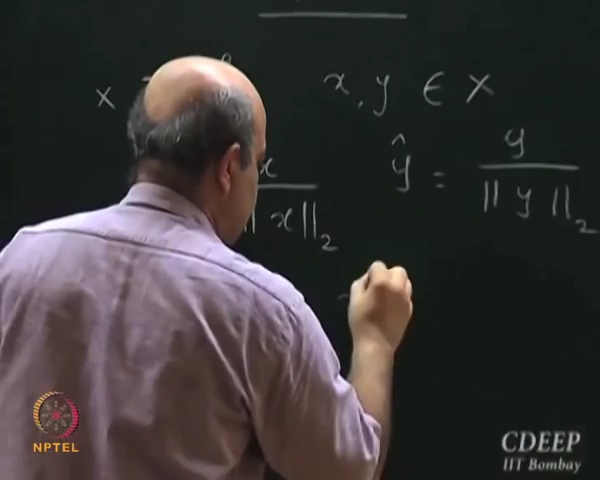 x x, y ∈ X
x ŷ = y
‖ x ‖₂ ‖ y ‖₂
NPTEL
CDEEP
IIT Bombay